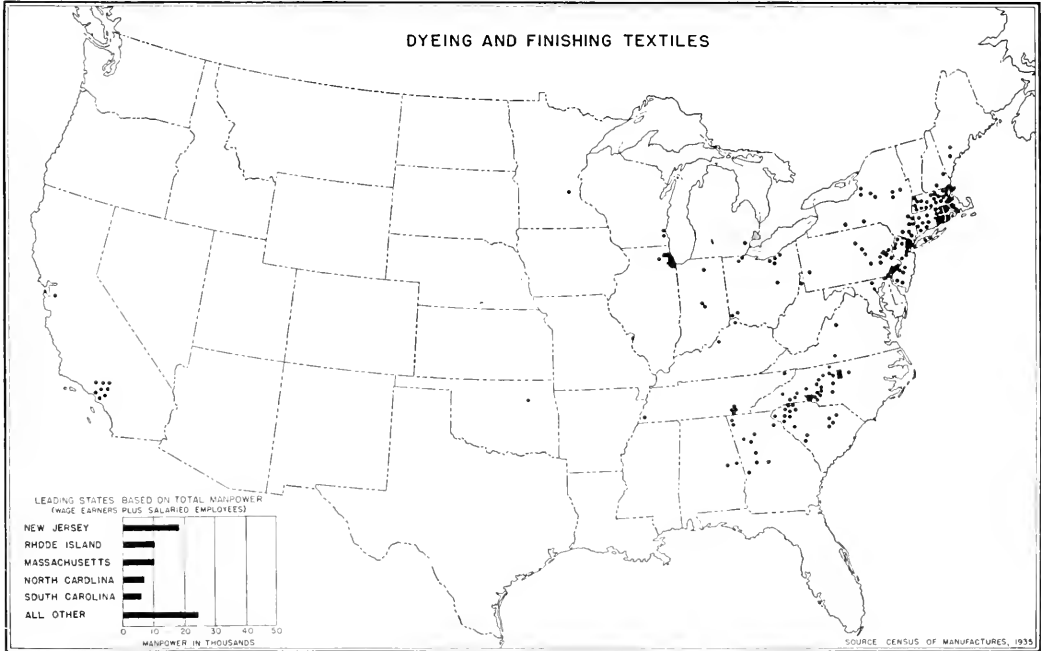 DYEING AND FINISHING TEXTILES
LEADING STATES BASED ON TOTAL MANPOWER
(WAGE EARNERS PLUS SALARIED EMPLOYEES)
NEW JERSEY
RHODE ISLAND
MASSACHUSETTS
NORTH CAROLINA
SOUTH CAROLINA
ALL OTHER
0 10 20 30 40 50
MANPOWER IN THOUSANDS
SOURCE CENSUS OF MANUFACTURES, 1935